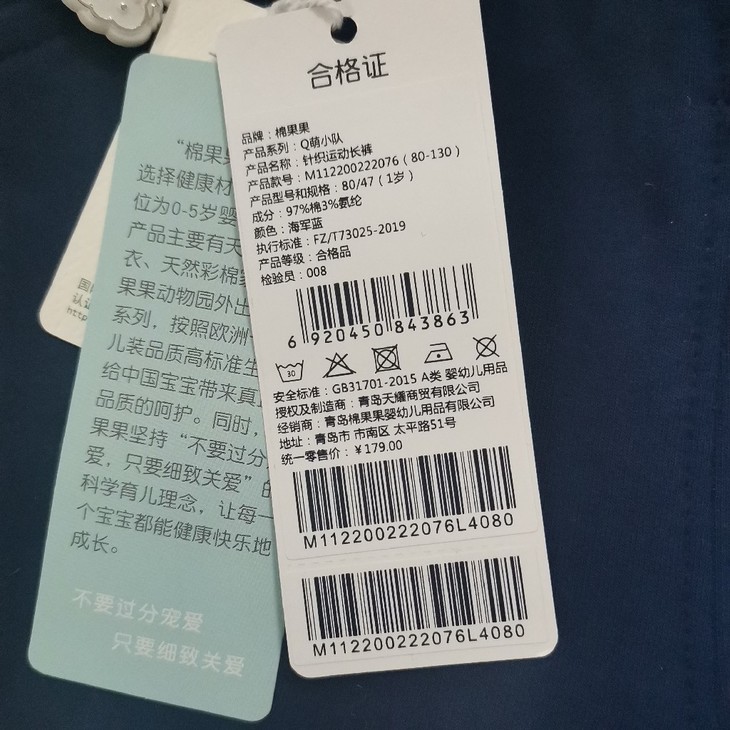 合格证
品牌：棉果果
产品系列：Q萌小队
产品名称：针织运动长裤
产品款号：M112200222076（80-130）
产品型号和规格：80/47（1岁）
成分：97%棉3%氨纶
颜色：海军蓝
执行标准：FZ/T73025-2019
产品等级：合格品
检验员：008
6 920450 843863
30
安全标准：GB31701-2015 A类 婴幼儿用品
授权及制造商：青岛天耀商贸有限公司
经销商：青岛棉果果婴幼儿用品有限公司
地址：青岛市 市南区 太平路51号
统一零售价：￥179.00
M112200222076L4080
M112200222076L4080
“棉果
选择健康材
位为0-5岁婴
产品主要有天
衣、天然彩棉
果果动物园外出
系列，按照欧洲
儿装品质高标准生
给中国宝宝带来真
品质的呵护。同时，
果果坚持“不要过分
爱，只要细致关爱”
科学育儿理念，让每一
个宝宝都能健康快乐地
成长。
不要过分宠爱
只要细致关爱
国
认证
http